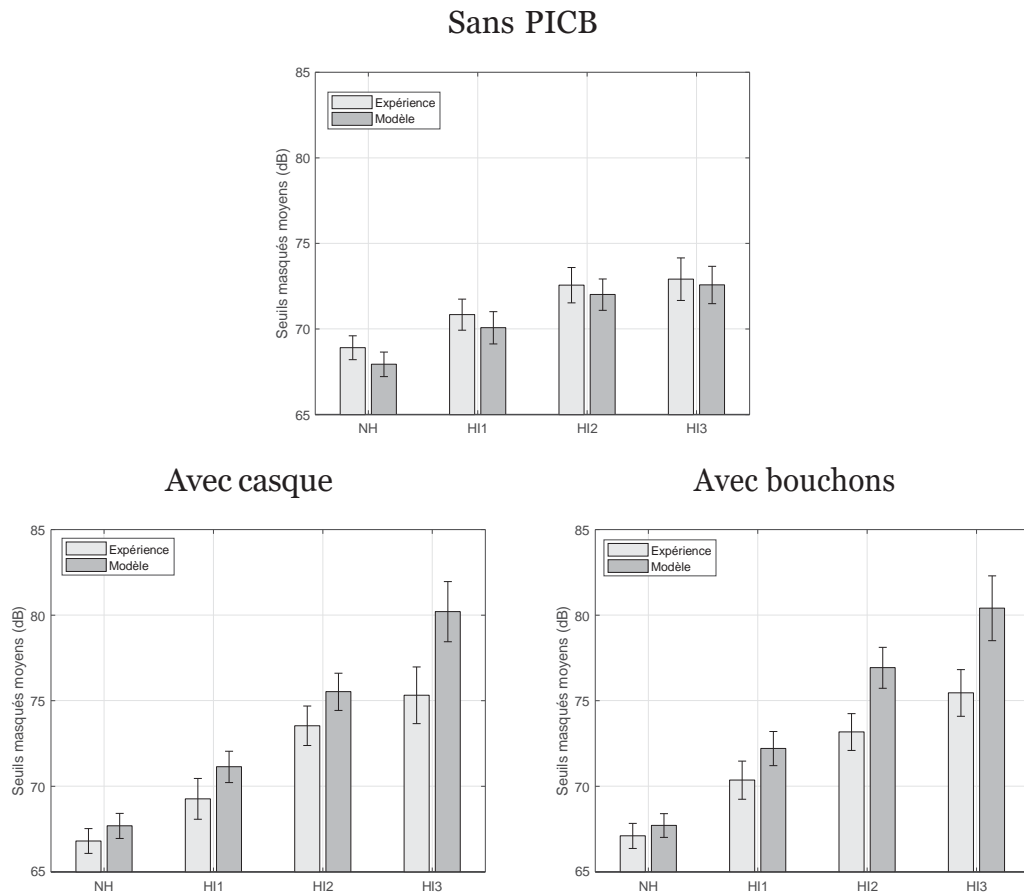 Sans PICB
85
80
75
70
65
Seuils masqués moyens (dB)
Expérience
Modèle
NH HI1 HI2 HI3
Avec casque
85
80
75
70
65
Seuils masqués moyens (dB)
Expérience
Modèle
NH HI1 HI2 HI3
Avec bouchons
85
80
75
70
65
Seuils masqués moyens (dB)
Expérience
Modèle
NH HI1 HI2 HI3